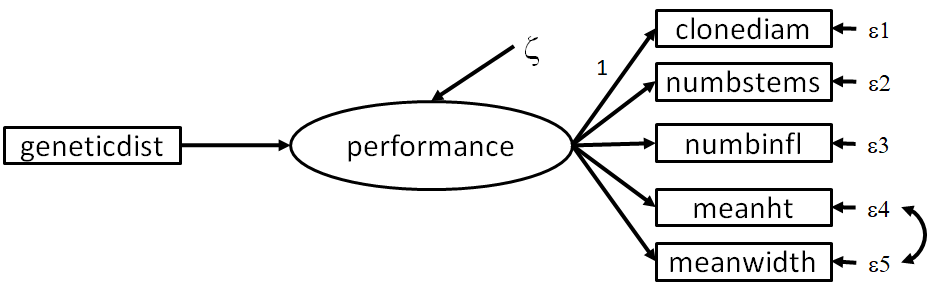 ζ
clonediam
ε1
1
numbstems
ε2
geneticdist
performance
numbinfl
ε3
meanht
ε4
meanwidth
ε5